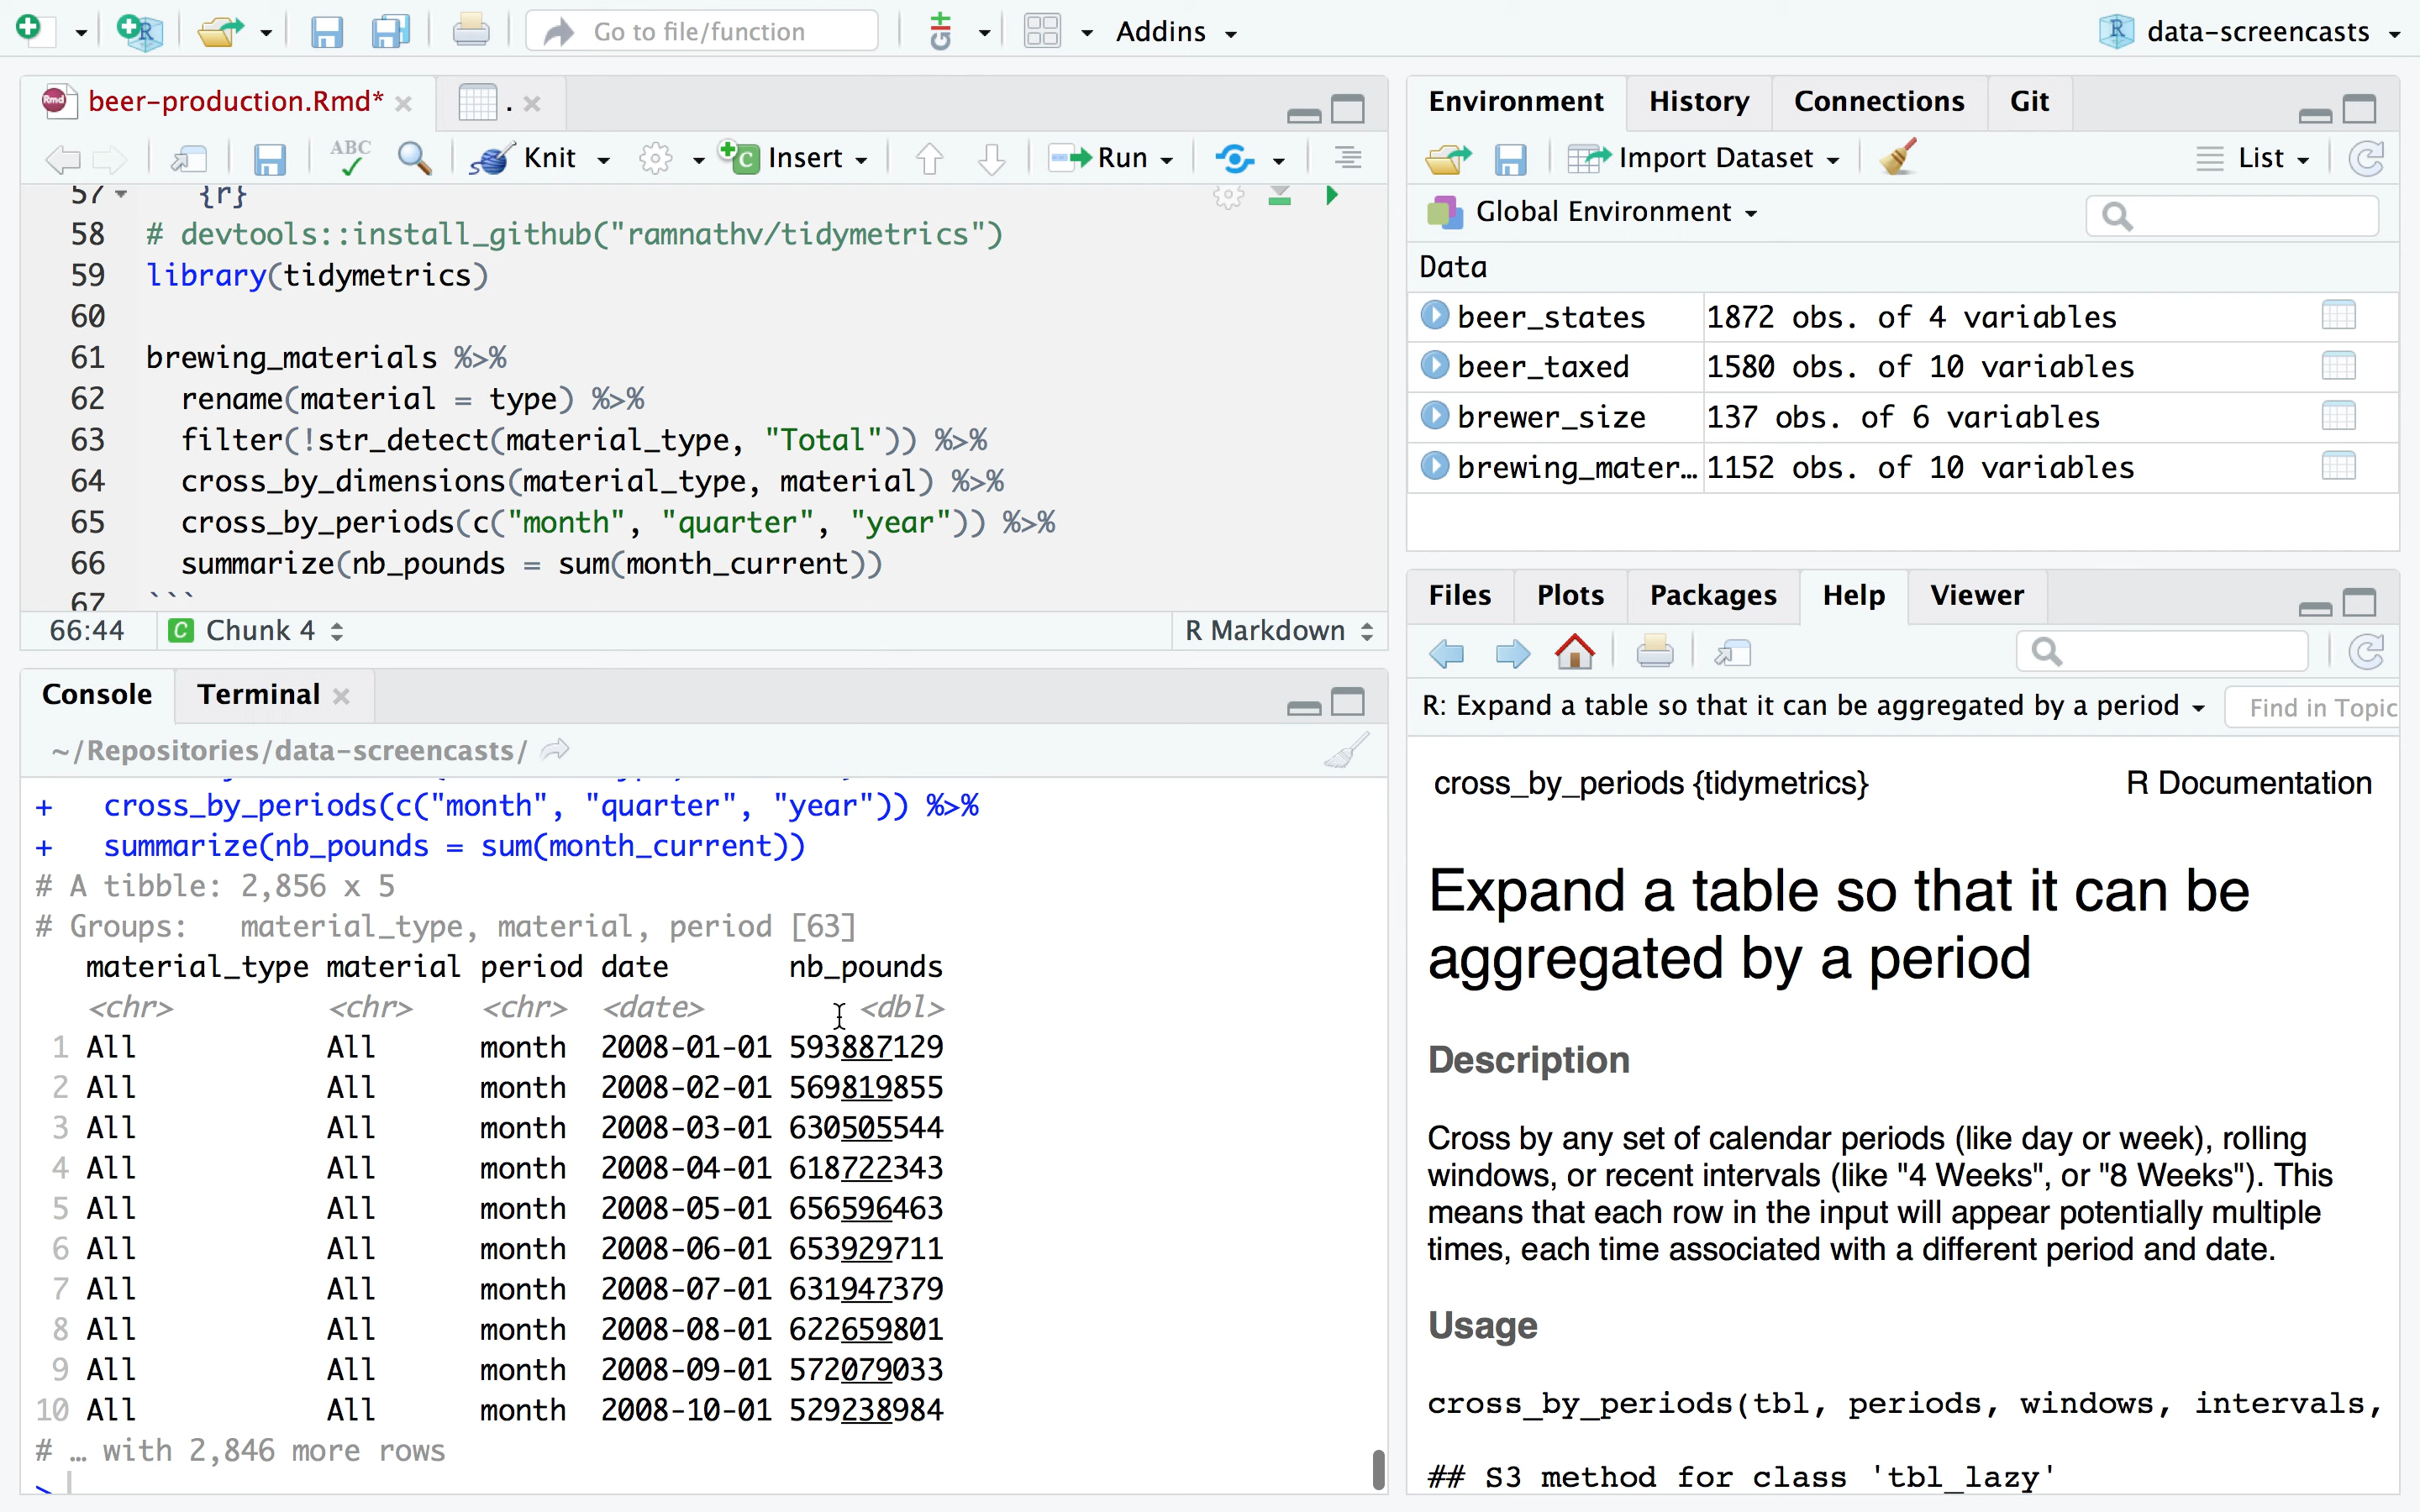 Go to file/function
Addins
data-screencasts
beer-production.Rmd*
.
ABC
Knit
Insert
Run
57
{r}
58 # devtools::install_github("ramnathv/tidymetrics")
59 library(tidymetrics)
60
61 brewing_materials %>%
62 rename(material = type) %>%
63 filter(!str_detect(material_type, "Total")) %>%
64 cross_by_dimensions(material_type, material) %>%
65 cross_by_periods(c("month", "quarter", "year")) %>%
66 summarize(nb_pounds = sum(month_current))
67 ```
66:44 C Chunk 4 R Markdown
Console Terminal
~/Repositories/data-screencasts/
+ cross_by_periods(c("month", "quarter", "year")) %>%
+ summarize(nb_pounds = sum(month_current))
# A tibble: 2,856 x 5
# Groups: material_type, material, period [63]
material_type material period date nb_pounds
<chr> <chr> <chr> <date> <dbl>
1 All All month 2008-01-01 593887129
2 All All month 2008-02-01 569819855
3 All All month 2008-03-01 630505544
4 All All month 2008-04-01 618722343
5 All All month 2008-05-01 656596463
6 All All month 2008-06-01 653929711
7 All All month 2008-07-01 631947379
8 All All month 2008-08-01 622659801
9 All All month 2008-09-01 572079033
10 All All month 2008-10-01 529238984
# … with 2,846 more rows
>
Environment History Connections Git
Import Dataset List
Global Environment
Data
beer_states 1872 obs. of 4 variables
beer_taxed 1580 obs. of 10 variables
brewer_size 137 obs. of 6 variables
brewing_mater… 1152 obs. of 10 variables
Files Plots Packages Help Viewer
R: Expand a table so that it can be aggregated by a period Find in Topic
cross_by_periods {tidymetrics} R Documentation
Expand a table so that it can be
aggregated by a period
Description
Cross by any set of calendar periods (like day or week), rolling
windows, or recent intervals (like "4 Weeks", or "8 Weeks"). This
means that each row in the input will appear potentially multiple
times, each time associated with a different period and date.
Usage
cross_by_periods(tbl, periods, windows, intervals,
## S3 method for class 'tbl_lazy'